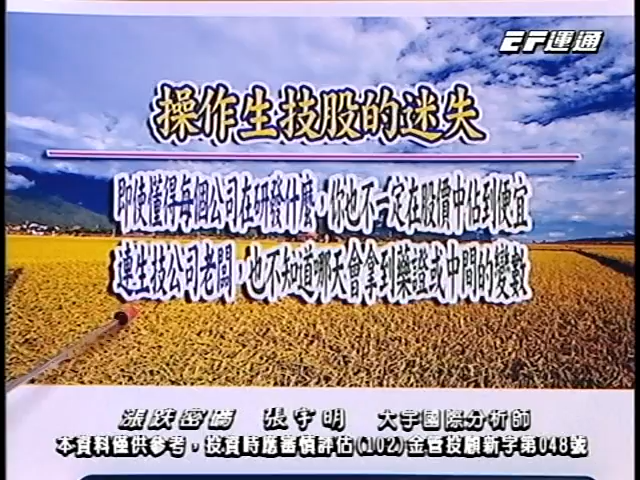 EF運通
操作生技股的迷失
即使懂得每個公司在研發什麼,你也不一定在股價中佔到便宜
連生技公司老闆,也不知道哪天會拿到藥證或中間的變數
漲跌密碼 張宇明 大宇國際分析師
本資料僅供參考,投資時應審慎評估(102)金管投顧新字第048號